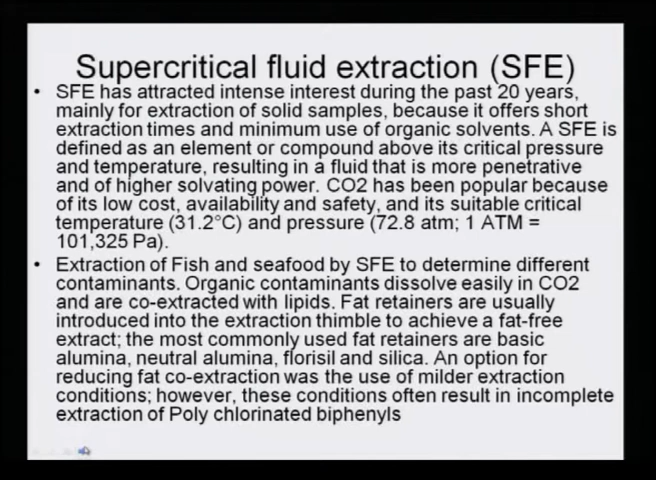 Supercritical fluid extraction (SFE)
• SFE has attracted intense interest during the past 20 years,
mainly for extraction of solid samples, because it offers short
extraction times and minimum use of organic solvents. A SFE is
defined as an element or compound above its critical pressure
and temperature, resulting in a fluid that is more penetrative
and of higher solvating power. CO2 has been popular because
of its low cost, availability and safety, and its suitable critical
temperature (31.2°C) and pressure (72.8 atm; 1 ATM =
101,325 Pa).
• Extraction of Fish and seafood by SFE to determine different
contaminants. Organic contaminants dissolve easily in CO2
and are co-extracted with lipids. Fat retainers are usually
introduced into the extraction thimble to achieve a fat-free
extract; the most commonly used fat retainers are basic
alumina, neutral alumina, florisil and silica. An option for
reducing fat co-extraction was the use of milder extraction
conditions; however, these conditions often result in incomplete
extraction of Poly chlorinated biphenyls